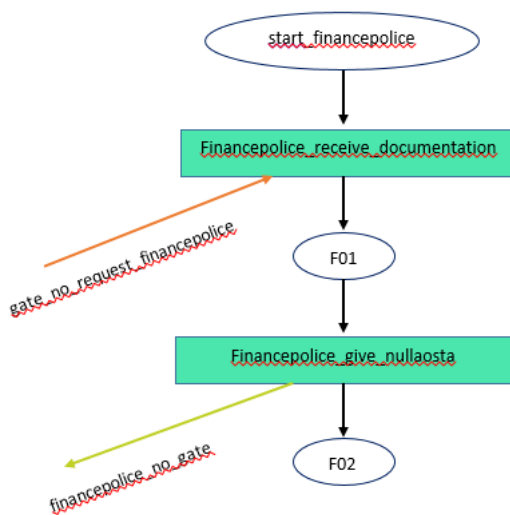 start_financepolice
Financepolice_receive_documentation
gate_no_request_financepolice
F01
Financepolice_give_nullaosta
financepolice_no_gate
F02